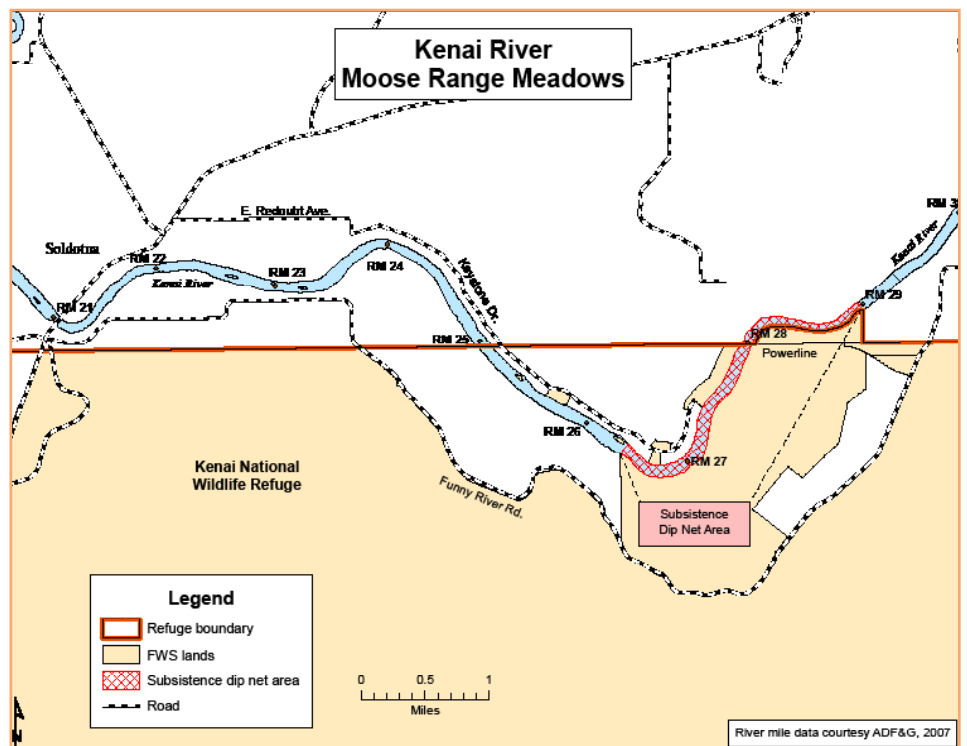 Kenai River
Moose Range Meadows
RM 3
Kenai River
E. Redoubt Ave.
Soldotna
RM 22
Kenai River
RM 23
RM 24
Keystone Dr.
RM 29
RM 21
RM 25
RM 28
Powerline
RM 26
RM 27
Kenai National
Wildlife Refuge
Funny River Rd.
Subsistence
Dip Net Area
Legend
Refuge boundary
FWS lands
Subsistence dip net area
Road
0 0.5 1
Miles
N
River mile data courtesy ADF&G, 2007